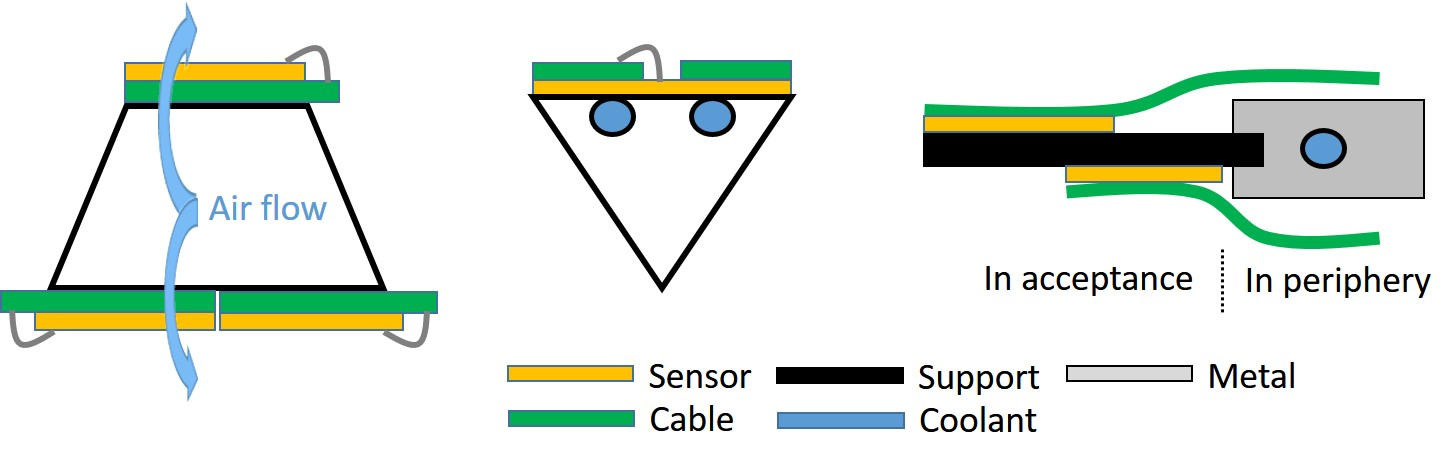 Air flow
In acceptance
In periphery
Sensor
Support
Metal
Cable
Coolant